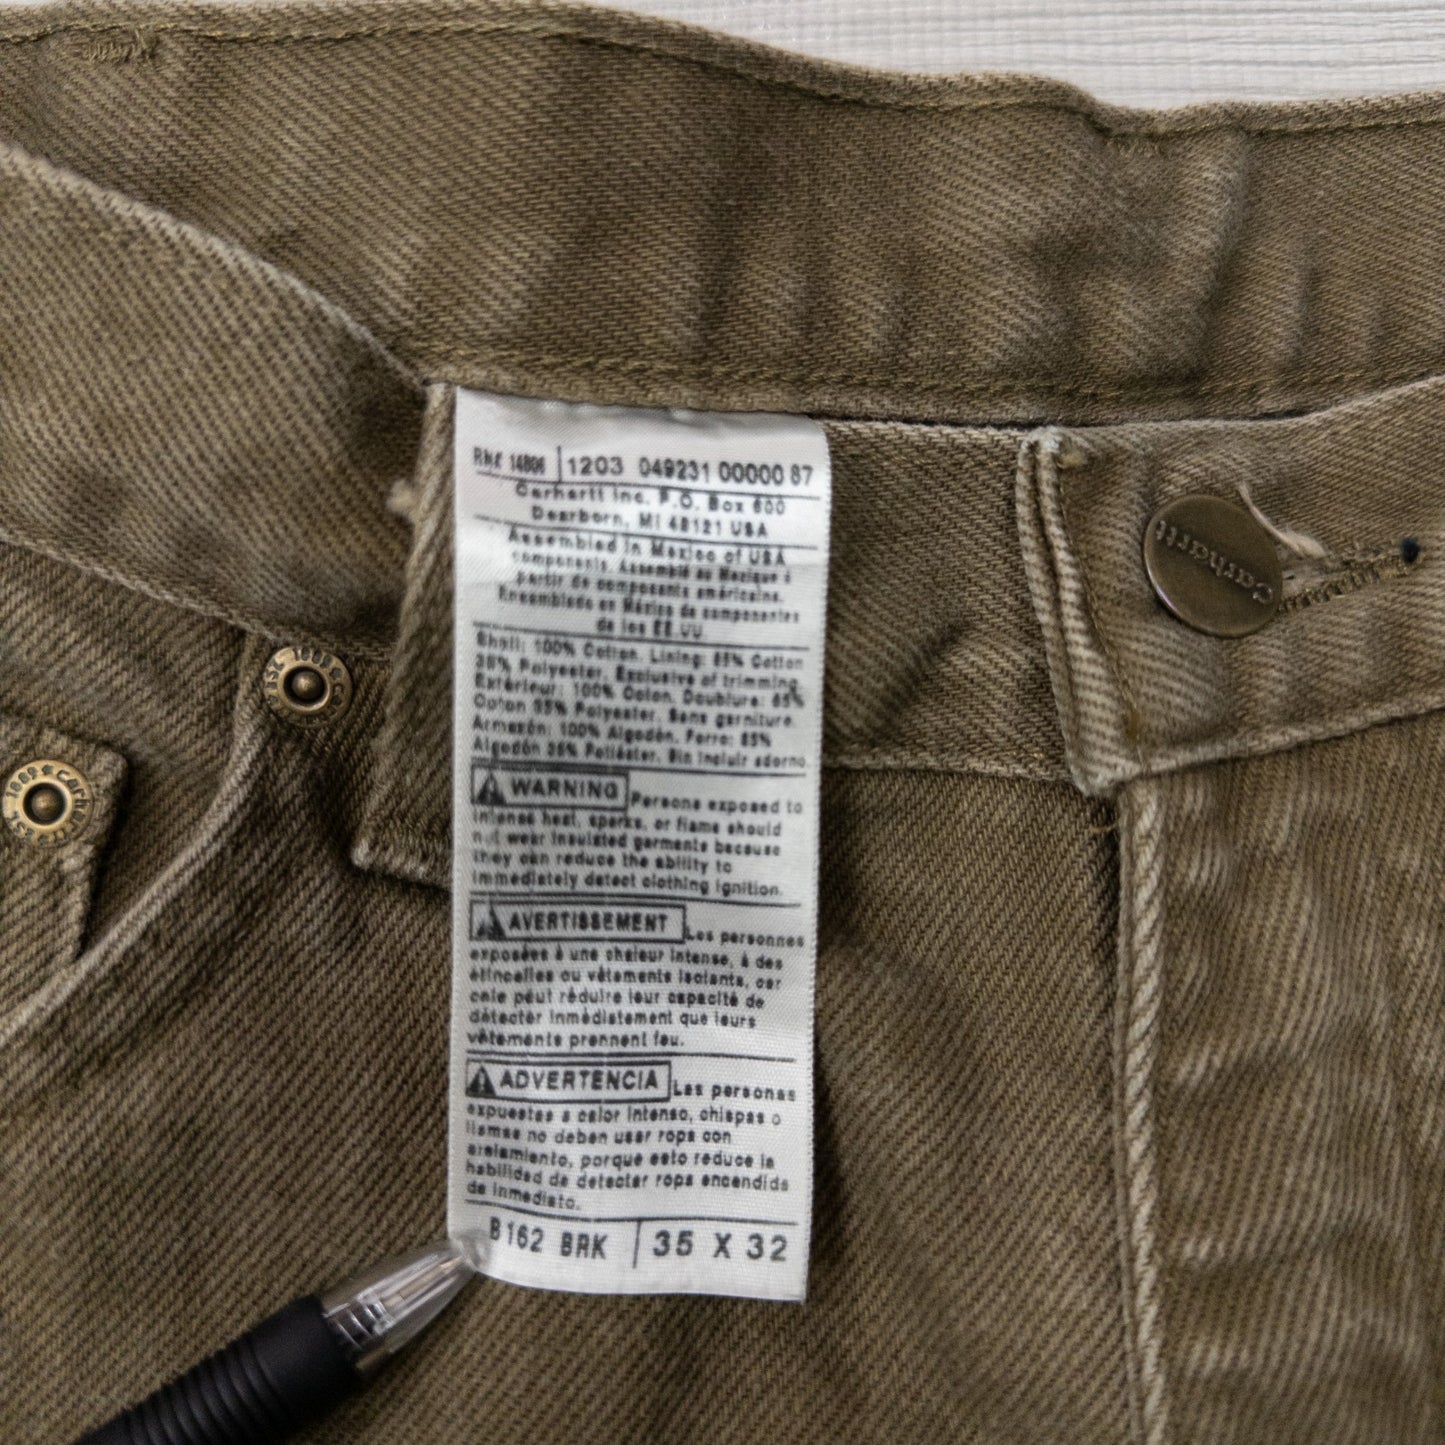 RN# 14806 1203 049231 00000 87
Carhartt Inc. P.O. Box 600
Dearborn, MI 48121 USA
Assembled in Mexico of USA
components. Assemblé au Mexique à
partir de composants américains.
Ensamblado en México de componentes
de los EE.UU.
Shell: 100% Cotton. Lining: 65% Cotton
35% Polyester. Exclusive of trimming
Extérieur: 100% Coton. Doublure: 65%
Coton 35% Polyester. Sans garniture.
Armazón: 100% Algodón. Forro: 65%
Algodón 35% Poliéster. Sin incluir adorno
WARNING Persons exposed to
intense heat, sparks, or flame should
not wear insulated garments because
they can reduce the ability to
immediately detect clothing ignition.
AVERTISSEMENT Les personnes
exposées à une chaleur intense, à des
étincelles ou vêtements isolants, car
cela peut réduire leur capacité de
détecter immédiatement que leurs
vêtements prennent feu.
ADVERTENCIA Las personas
expuestas a calor intenso, chispas o
llamas no deben usar ropa con
aislamiento, porque esto reduce la
habilidad de detectar ropa encendida
de inmediato.
B162 BRK 35 X 32
Carhartt
1889
1889 Carhartt